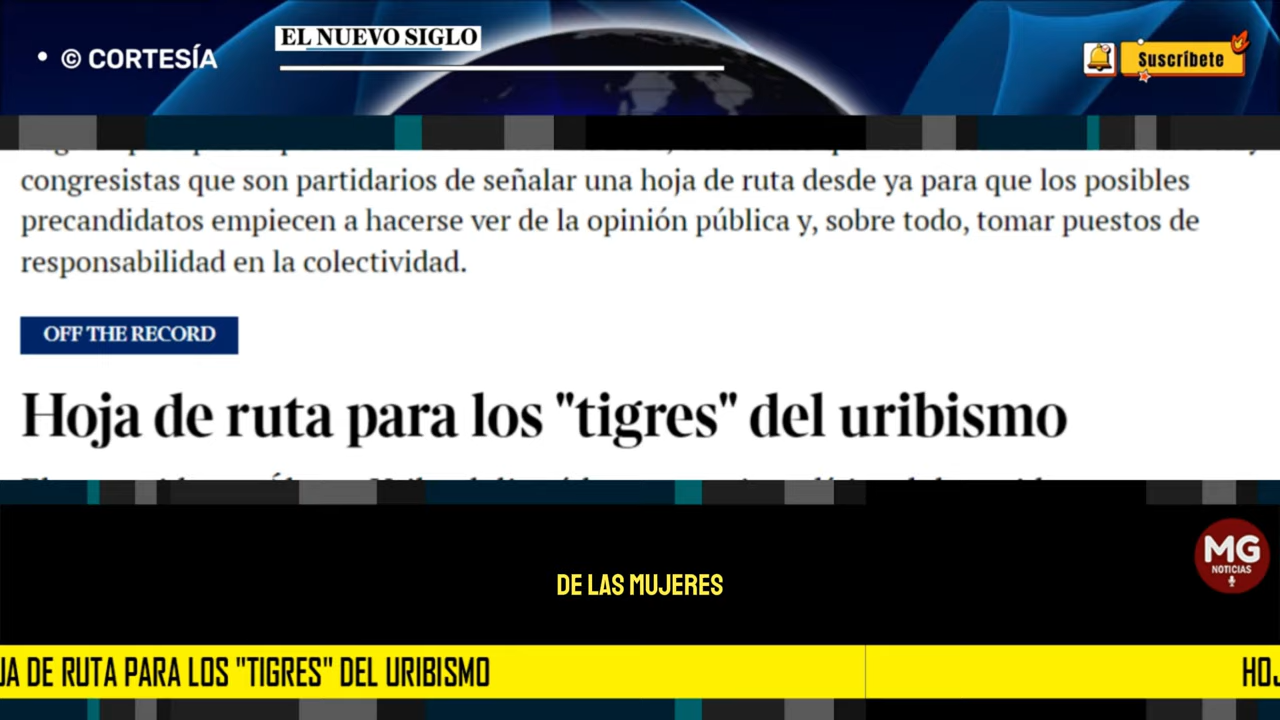 • © CORTESÍA
EL NUEVO SIGLO
Suscríbete
congresistas que son partidarios de señalar una hoja de ruta desde ya para que los posibles
precandidatos empiecen a hacerse ver de la opinión pública y, sobre todo, tomar puestos de
responsabilidad en la colectividad.
OFF THE RECORD
Hoja de ruta para los "tigres" del uribismo
MG
NOTICIAS
DE LAS MUJERES
JA DE RUTA PARA LOS "TIGRES" DEL URIBISMO
HOJ